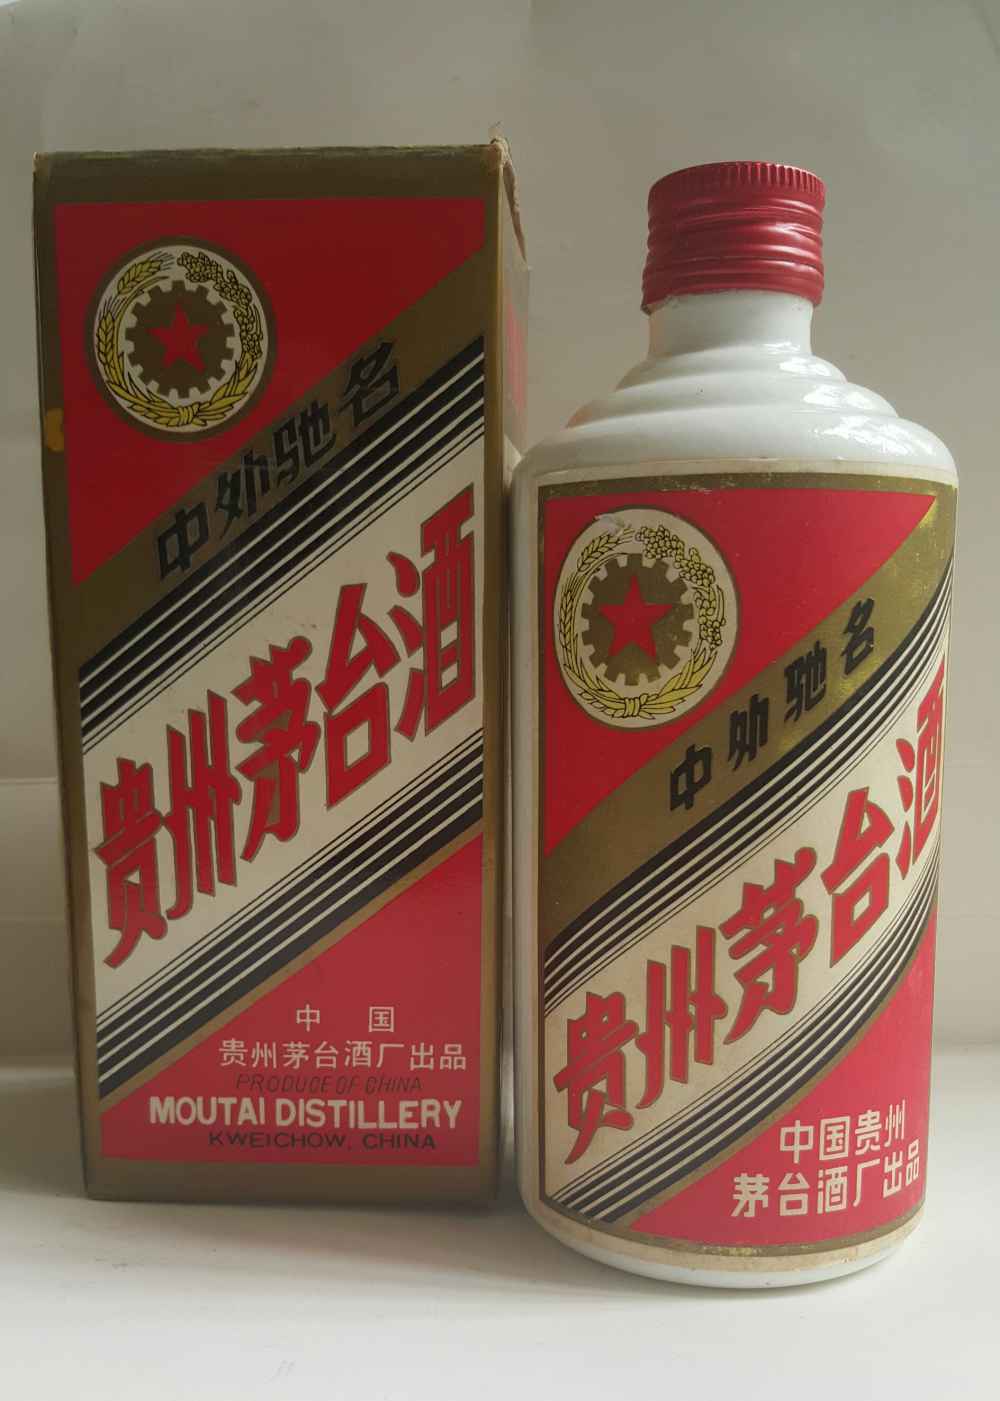 中外驰名
贵州茅台酒
中国
贵州茅台酒厂出品
PRODUCE OF CHINA
MOUTAI DISTILLERY
KWEICHOW, CHINA
中外驰名
贵州茅台酒
中国贵州
茅台酒厂出品